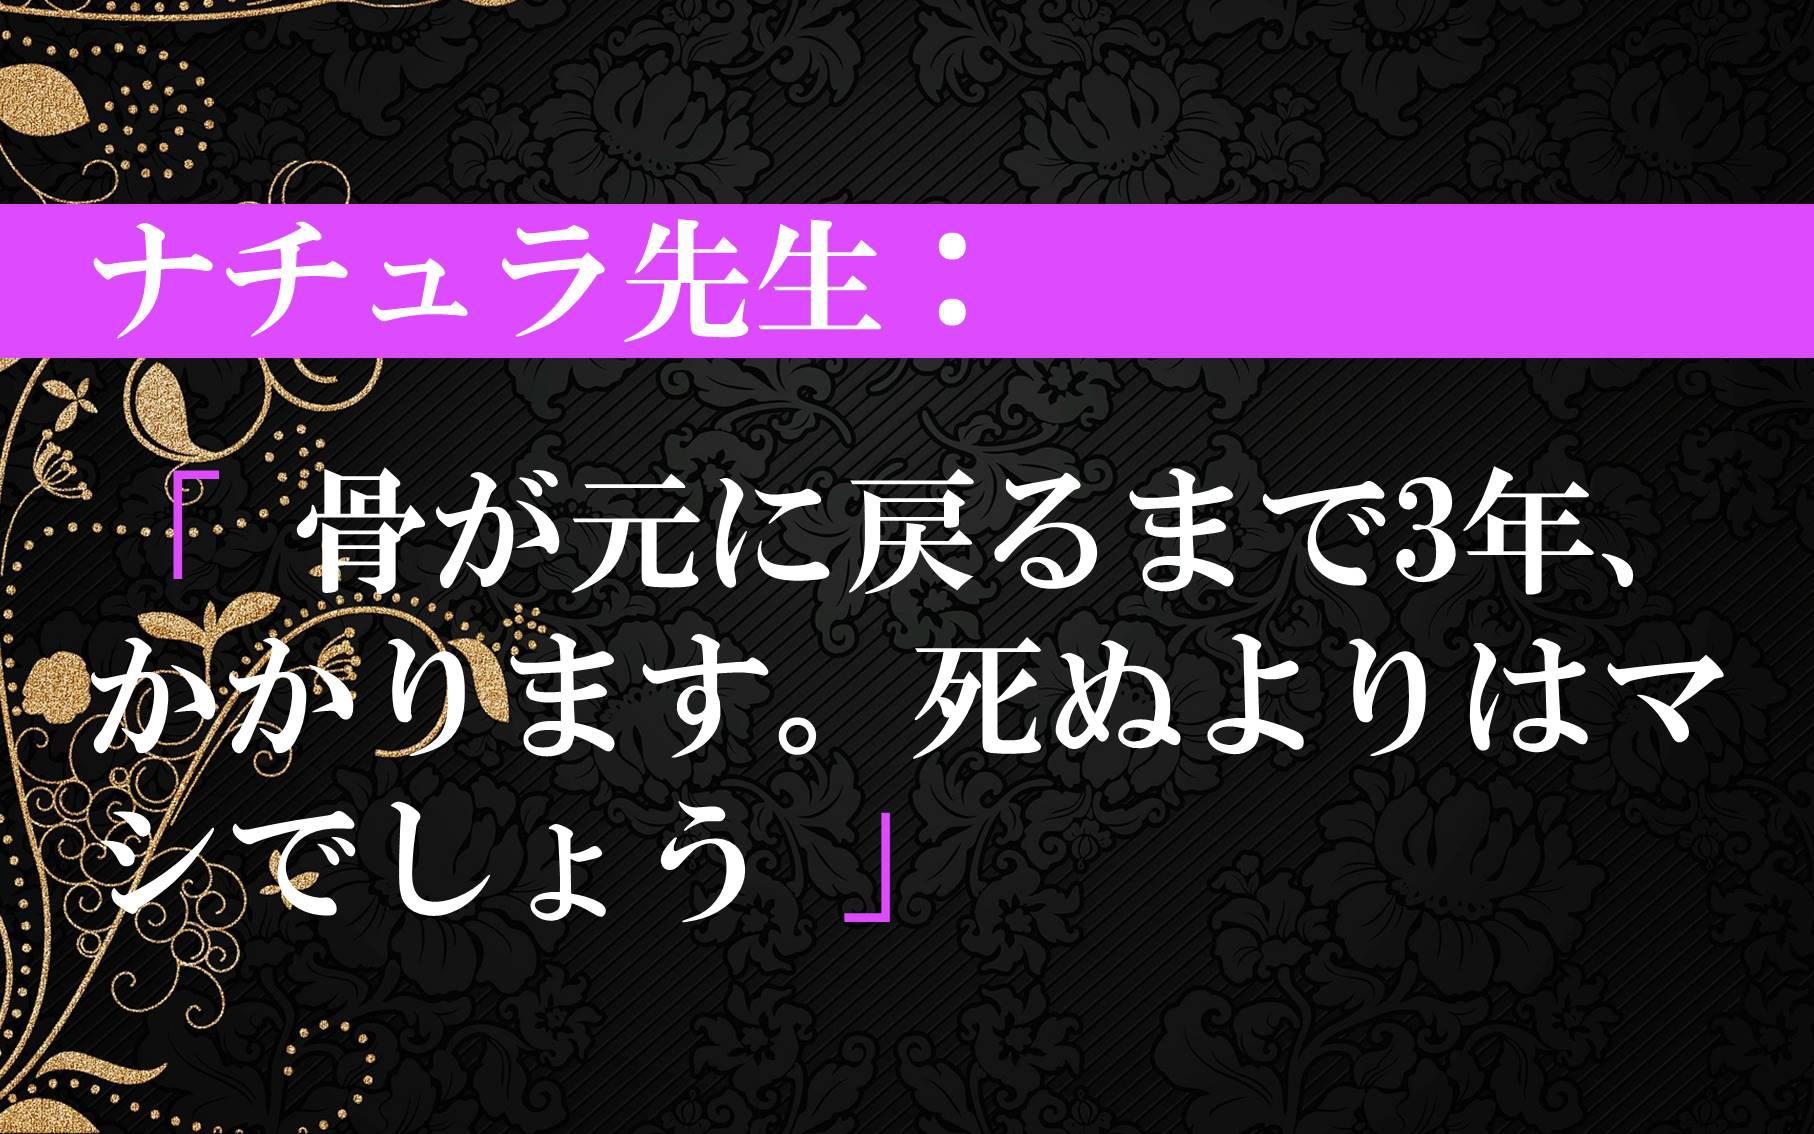 ナチュラ先生：
「 骨が元に戻るまで3年、
かかります。死ぬよりはマ
シでしょう 」